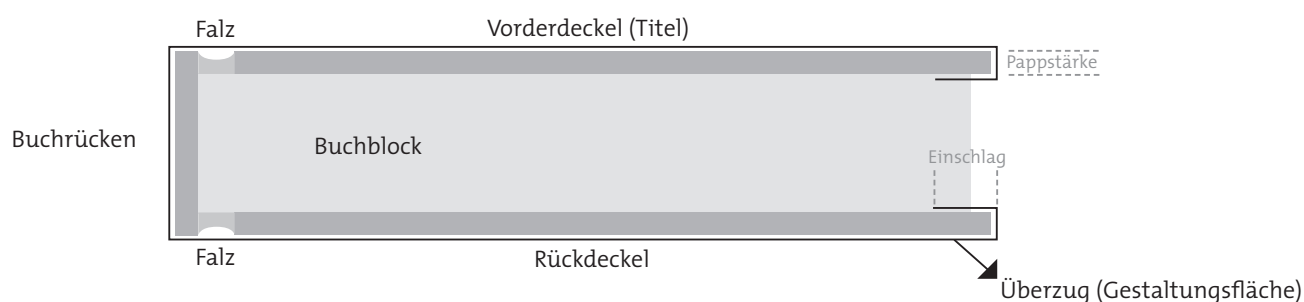 Falz
Vorderdeckel (Titel)
Pappstärke
Buchrücken
Buchblock
Einschlag
Falz
Rückdeckel
Überzug (Gestaltungsfläche)